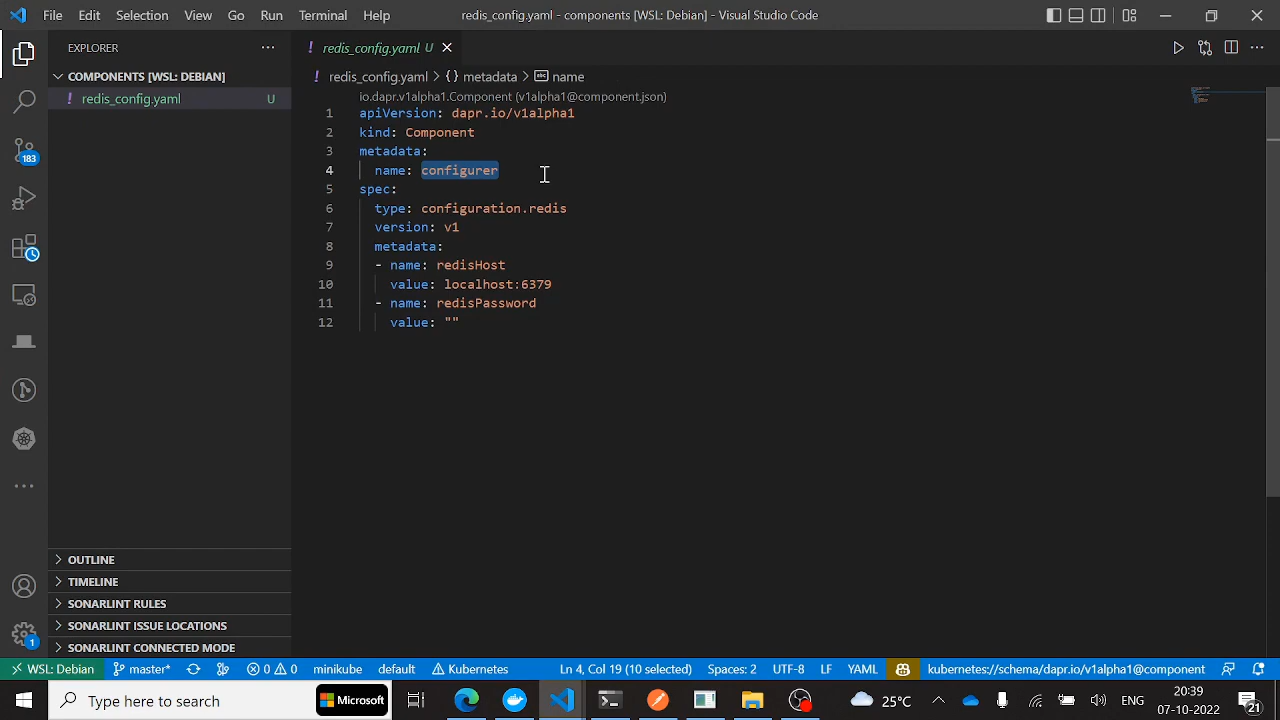 File Edit Selection View Go Run Terminal Help
redis_config.yaml - components [WSL: Debian] - Visual Studio Code
EXPLORER
COMPONENTS [WSL: DEBIAN]
! redis_config.yaml U
! redis_config.yaml U
! redis_config.yaml > {} metadata > abc name
io.dapr.v1alpha1.Component (v1alpha1@component.json)
1 apiVersion: dapr.io/v1alpha1
2 kind: Component
3 metadata:
4 name: configurer
5 spec:
6 type: configuration.redis
7 version: v1
8 metadata:
9 - name: redisHost
10 value: localhost:6379
11 - name: redisPassword
12 value: ""
183
OUTLINE
TIMELINE
SONARLINT RULES
SONARLINT ISSUE LOCATIONS
SONARLINT CONNECTED MODE
1
WSL: Debian master* 0 0 minikube default Kubernetes Ln 4, Col 19 (10 selected) Spaces: 2 UTF-8 LF YAML kubernetes://schema/dapr.io/v1alpha1@component
Type here to search
Microsoft
25°C
ENG
20:39
07-10-2022
21